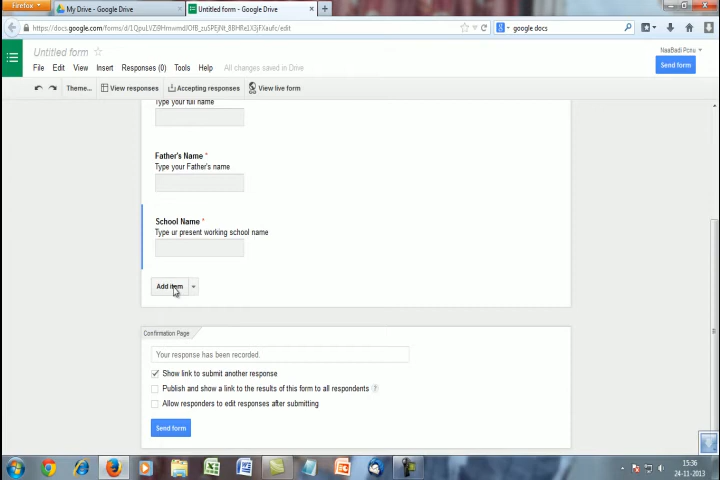 Firefox
My Drive - Google Drive
Untitled form - Google Drive
https://docs.google.com/forms/d/
/edit
google docs
Untitled form
NaaBadi Pcnu
File Edit View Insert Responses (0) Tools Help All changes saved in Drive
Send form
Theme... View responses Accepting responses View live form
Type your full name
Father's Name *
Type your Father's name
School Name *
Type ur present working school name
Add item
Confirmation Page
Your response has been recorded.
Show link to submit another response
Publish and show a link to the results of this form to all respondents ?
Allow responders to edit responses after submitting
Send form
15:36
24-11-2013